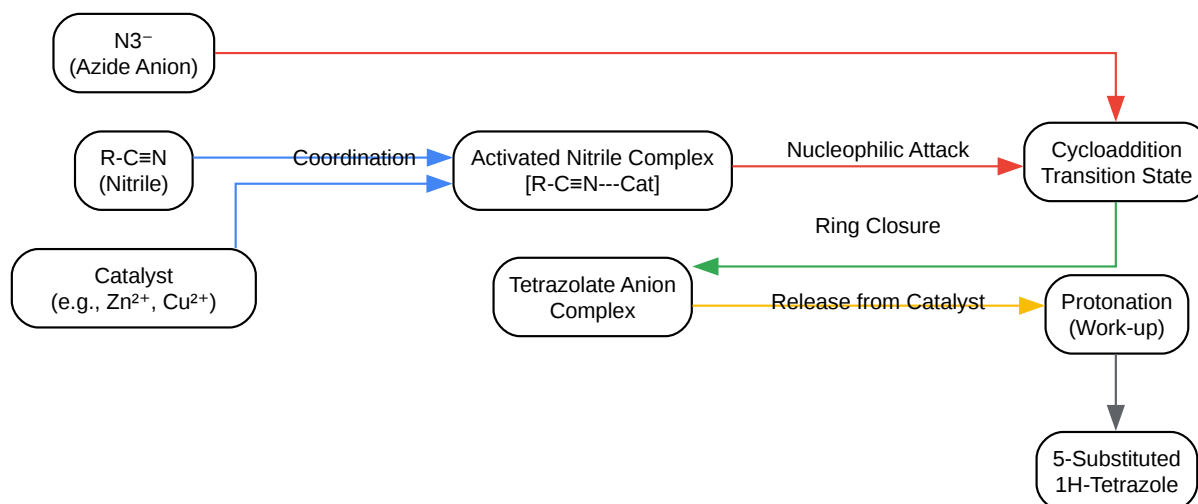 N3⁻
(Azide Anion)
R-C≡N
(Nitrile)
Coordination
Activated Nitrile Complex
[R-C≡N---Cat]
Nucleophilic Attack
Cycloaddition
Transition State
Catalyst
(e.g., Zn²⁺, Cu²⁺)
Ring Closure
Tetrazolate Anion
Complex
Release from Catalyst
Protonation
(Work-up)
5-Substituted
1H-Tetrazole